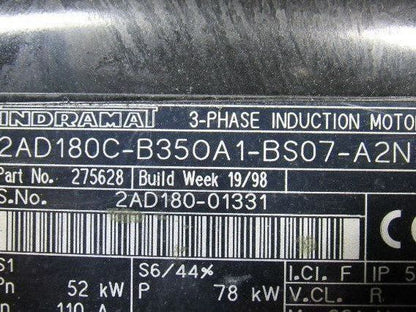 INDRAMAT 3-PHASE INDUCTION MOTO
2AD180C-B350A1-BS07-A2N
Part No. 275628 Build Week 19/98
S.No. 2AD180-01331
S1 S6/44% I.Cl. F IP 5
Pn 52 kW P 78 kW V.CL. R
110 A